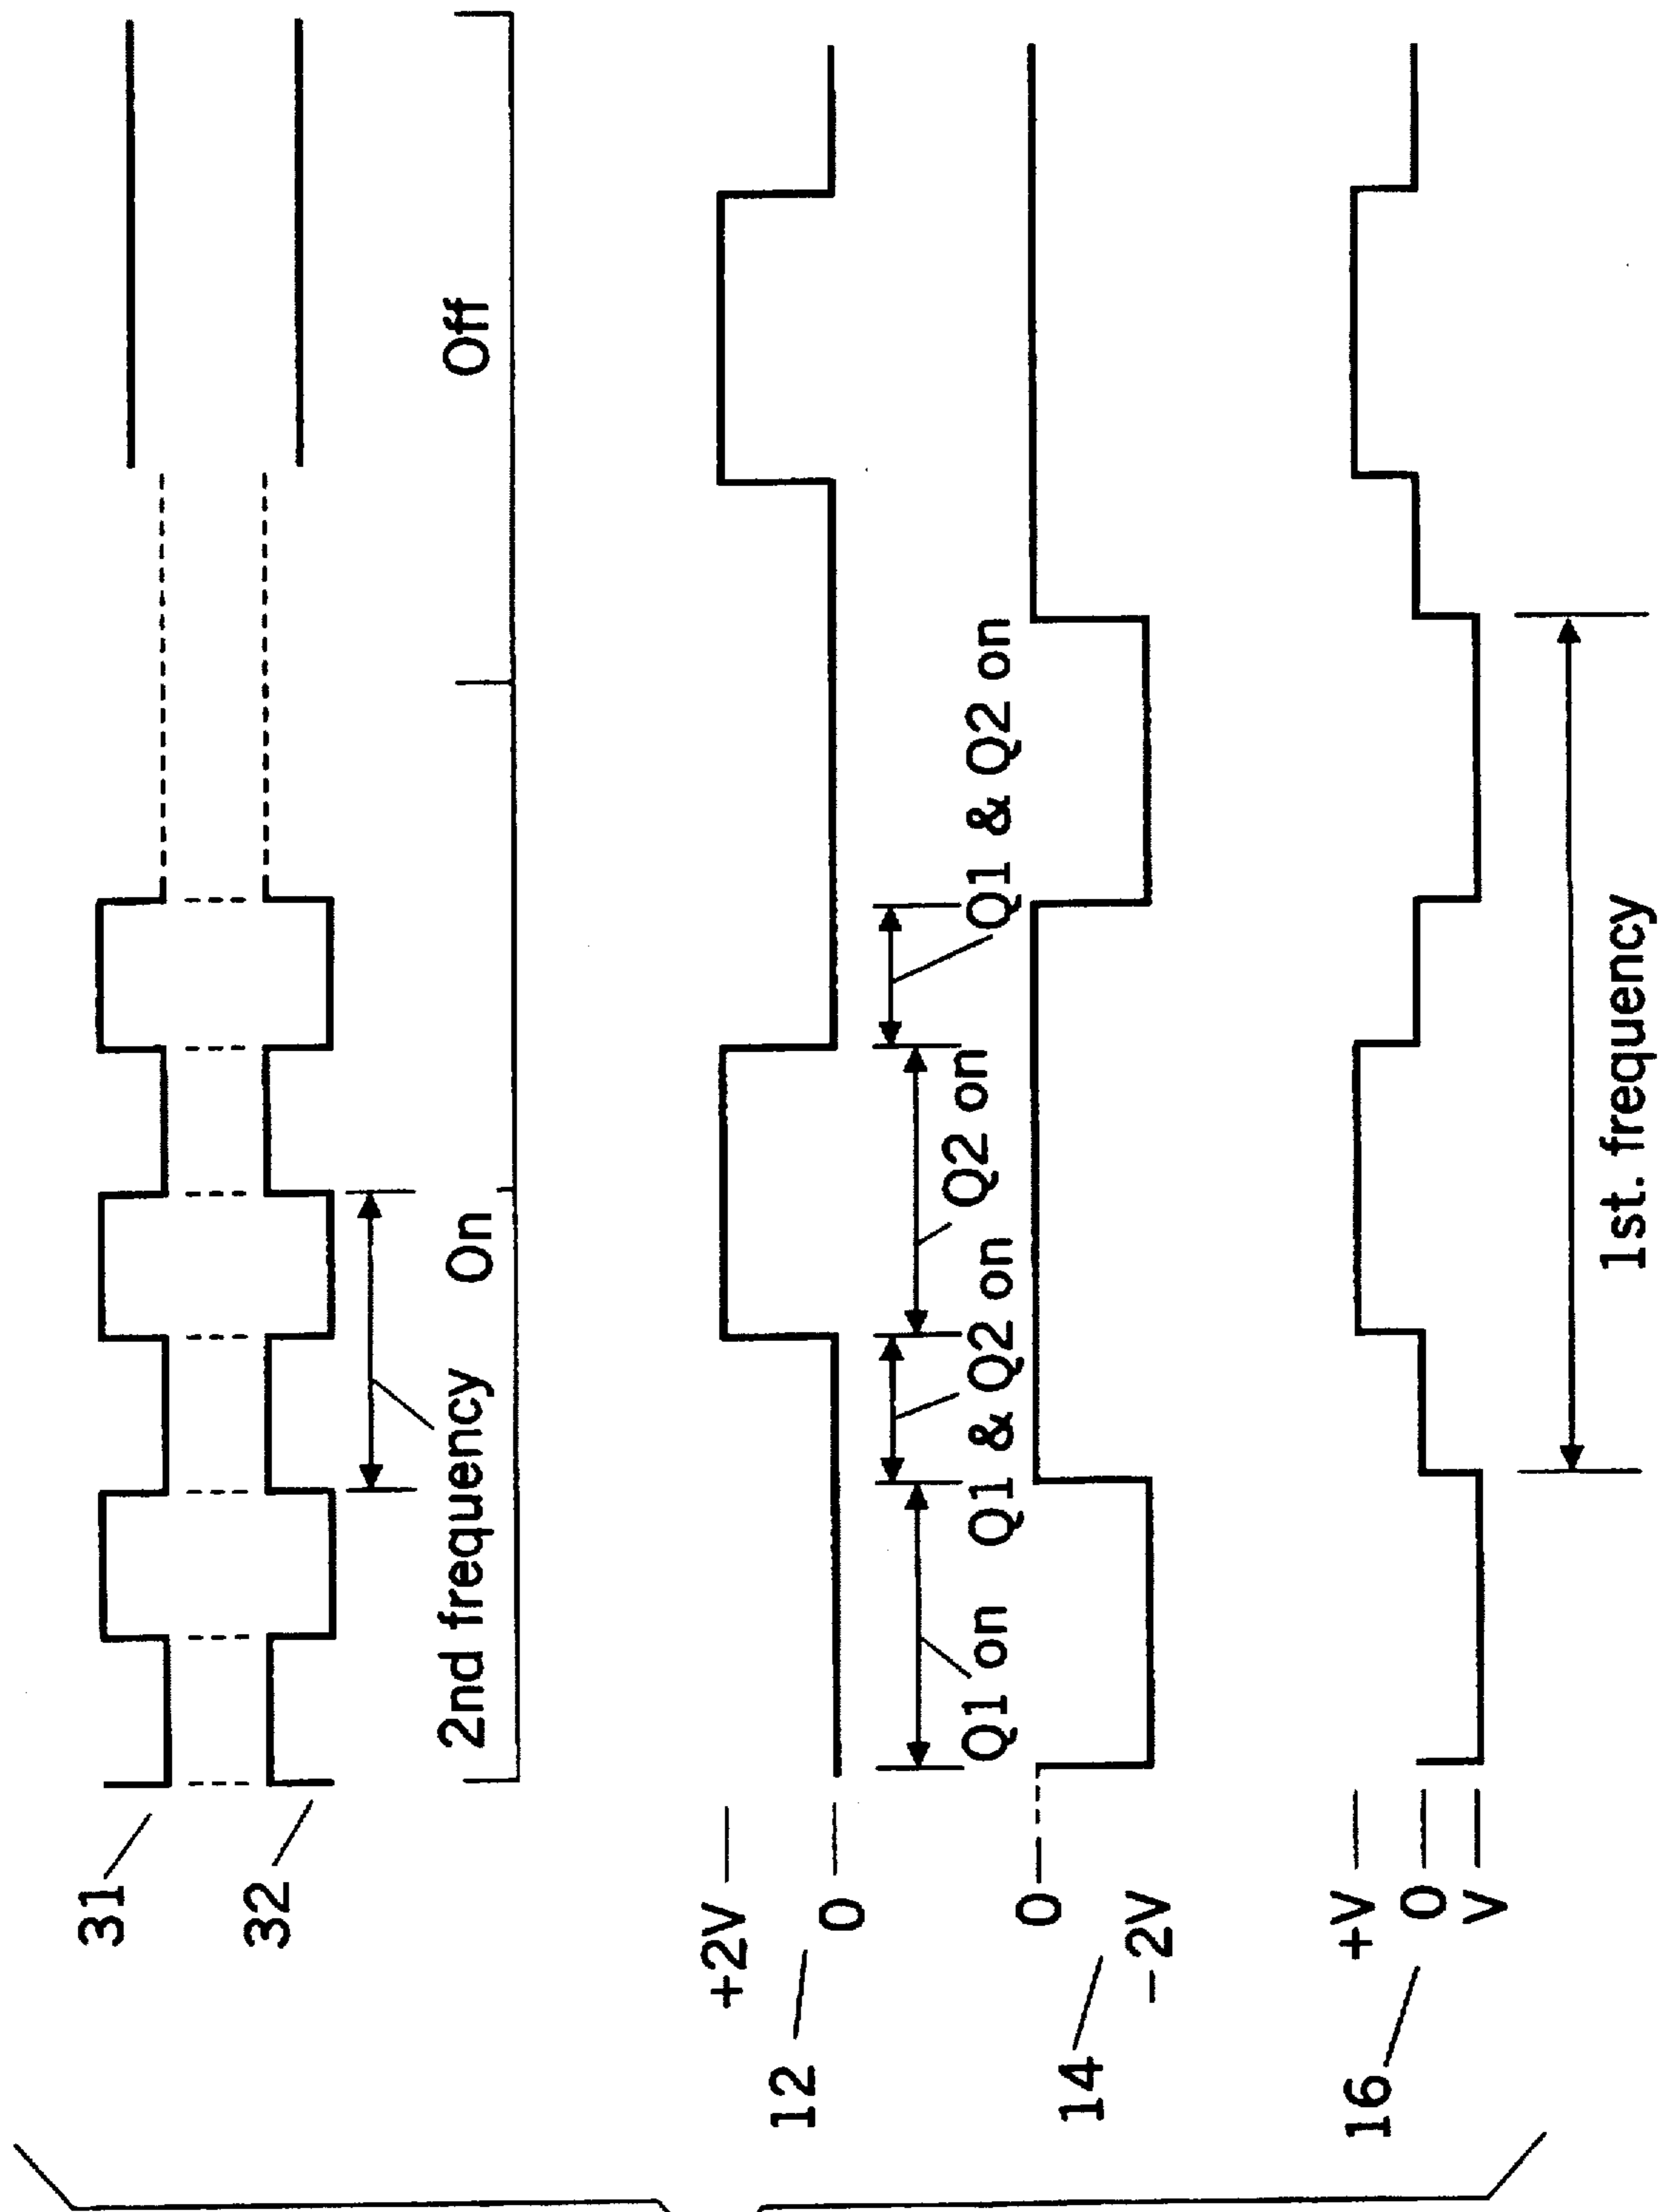 31
32
2nd frequency
On
Off
+2V
12
0
Q1 on
Q1 & Q2 on
Q2 on
Q1 & Q2 on
0
14
-2V
+V
16
0
V
1st. frequency